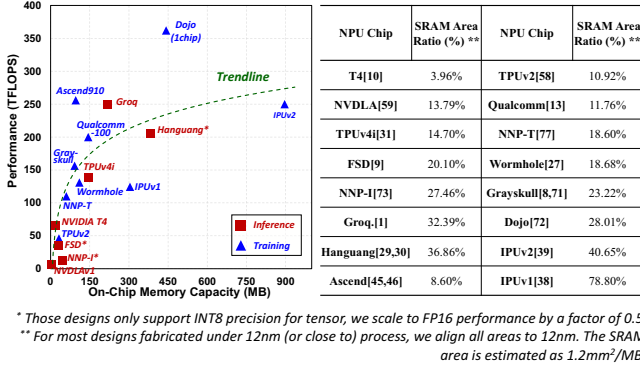 Performance (TFLOPS)
400
350
300
250
200
150
100
50
0
0
150
300
450
600
750
900
On-Chip Memory Capacity (MB)
Dojo
(1chip)
Ascend910
Trendline
Groq
Qualcomm
-100
Hanguang*
IPUv2
Gray-
skull
TPUv4i
Wormhole
IPUv1
NNP-T
NVIDIA T4
TPUv2
FSD*
NNP-I*
NVDLAv1
Inference
Training
NPU Chip SRAM Area Ratio (%) ** NPU Chip SRAM Area Ratio (%) **
T4[10] 3.96% TPUv2[58] 10.92%
NVDLA[59] 13.79% Qualcomm[13] 11.76%
TPUv4i[31] 14.70% NNP-T[77] 18.60%
FSD[9] 20.10% Wormhole[27] 18.68%
NNP-I[73] 27.46% Grayskull[8,71] 23.22%
Groq.[1] 32.39% Dojo[72] 28.01%
Hanguang[29,30] 36.86% IPUv2[39] 40.65%
Ascend[45,46] 8.60% IPUv1[38] 78.80%
* Those designs only support INT8 precision for tensor, we scale to FP16 performance by a factor of 0.5
** For most designs fabricated under 12nm (or close to) process, we align all areas to 12nm. The SRAM
area is estimated as 1.2mm²/MB